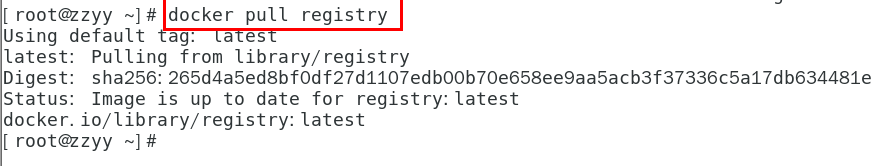 [root@zzyy ~]# docker pull registry
Using default tag: latest
latest: Pulling from library/registry
Digest: sha256:265d4a5ed8bf0df27d1107edb00b70e658ee9aa5acb3f37336c5a17db634481e
Status: Image is up to date for registry:latest
docker.io/library/registry:latest
[root@zzyy ~]#